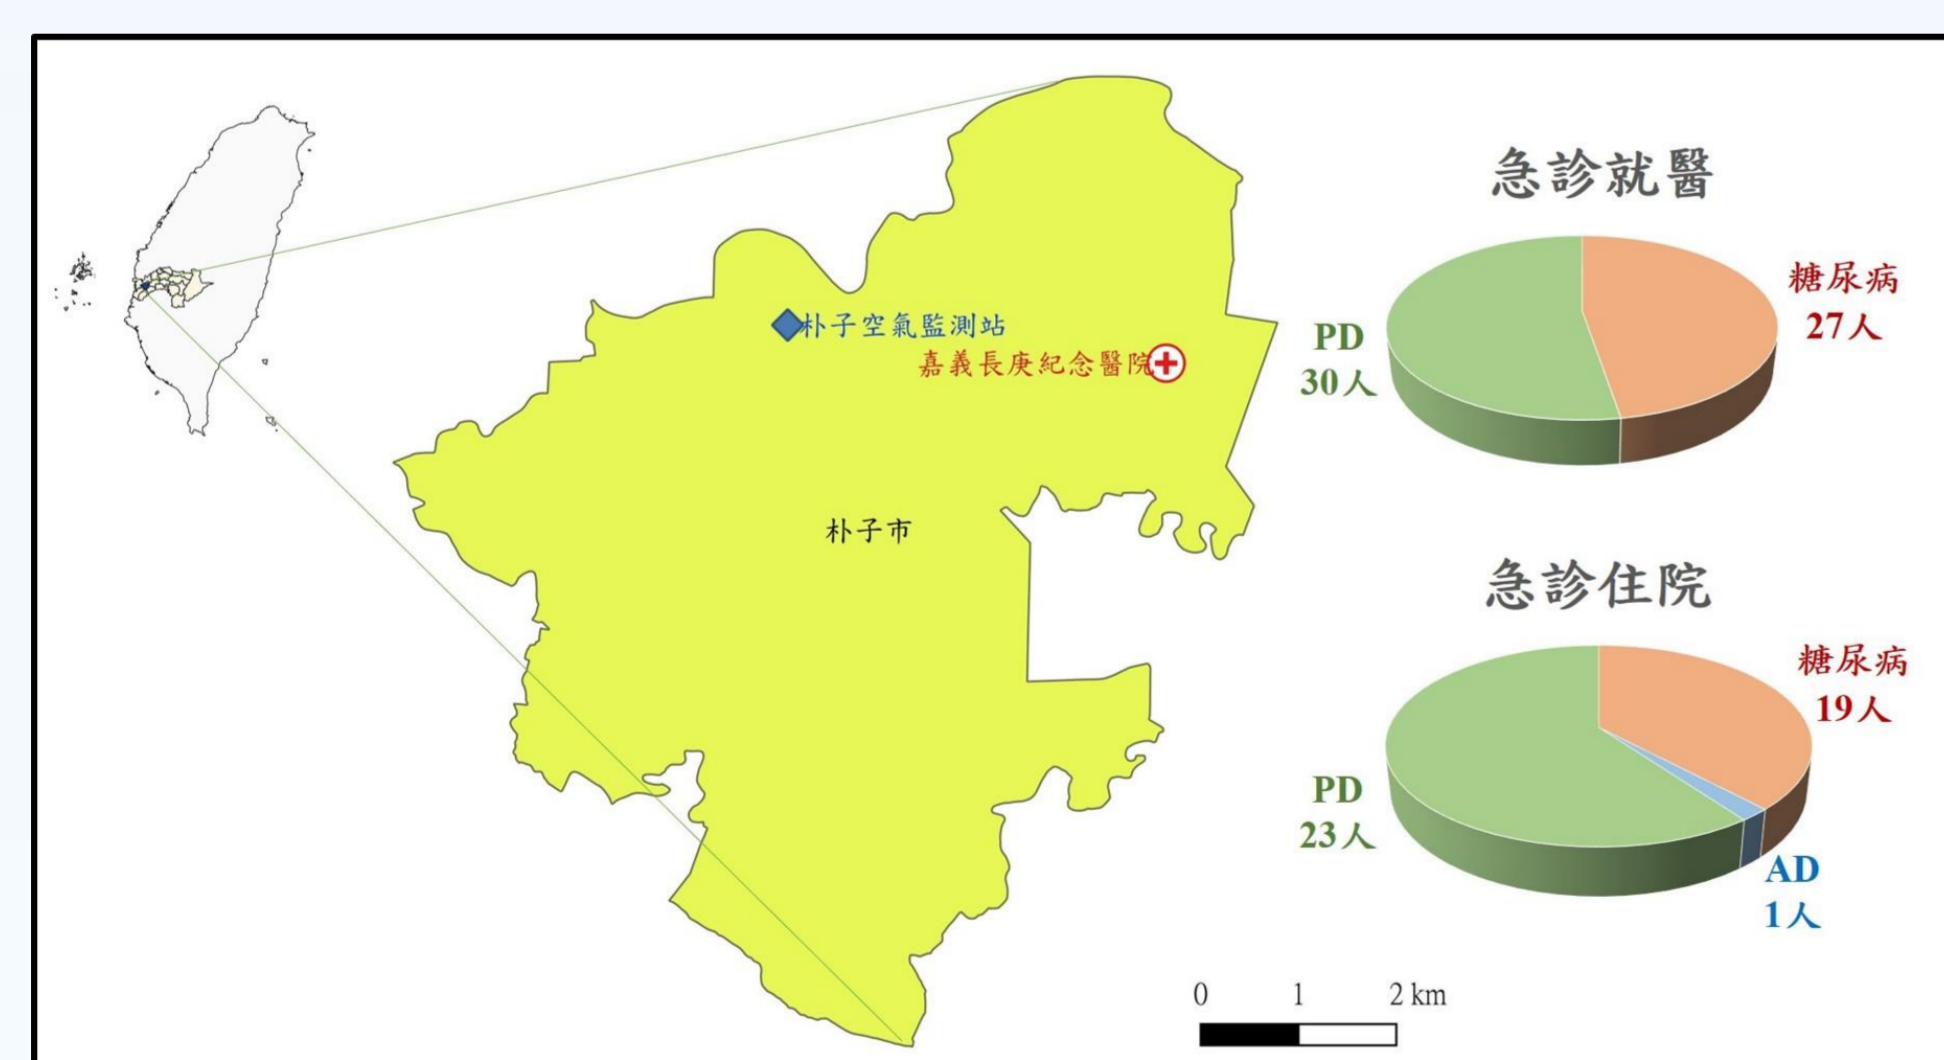 朴子空氣監測站
嘉義長庚紀念醫院
朴子市
急診就醫
糖尿病
27人
PD
30人
急診住院
糖尿病
19人
PD
23人
AD
1人
0 1 2 km